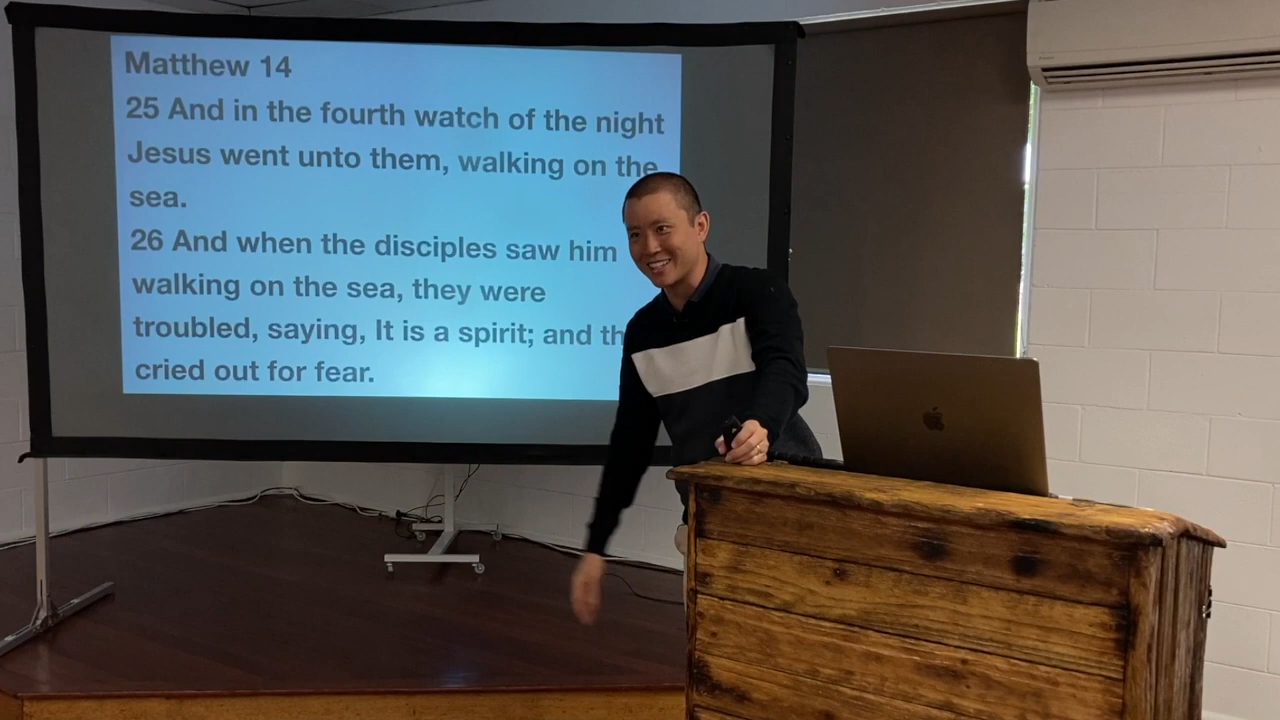 Matthew 14
25 And in the fourth watch of the night
Jesus went unto them, walking on the
sea.
26 And when the disciples saw him
walking on the sea, they were
troubled, saying, It is a spirit; and th
cried out for fear.